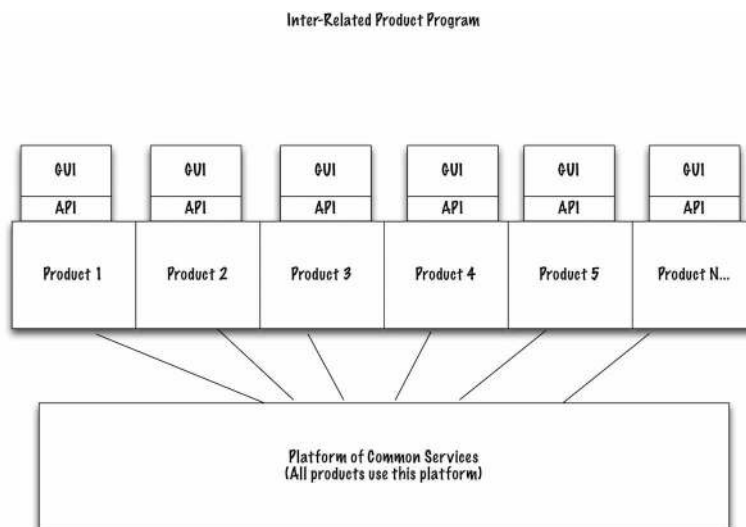 Inter-Related Product Program
GUI GUI GUI GUI GUI GUI
API API API API API API
Product 1 Product 2 Product 3 Product 4 Product 5 Product N...
Platform of Common Services
(All products use this platform)